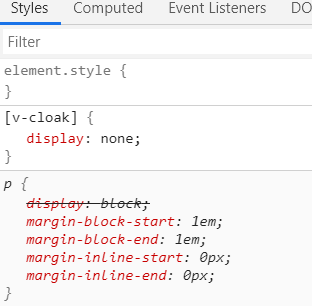 Styles Computed Event Listeners DO
Filter
element.style {
}
[v-cloak] {
display: none;
}
p {
display: block;
margin-block-start: 1em;
margin-block-end: 1em;
margin-inline-start: 0px;
margin-inline-end: 0px;
}